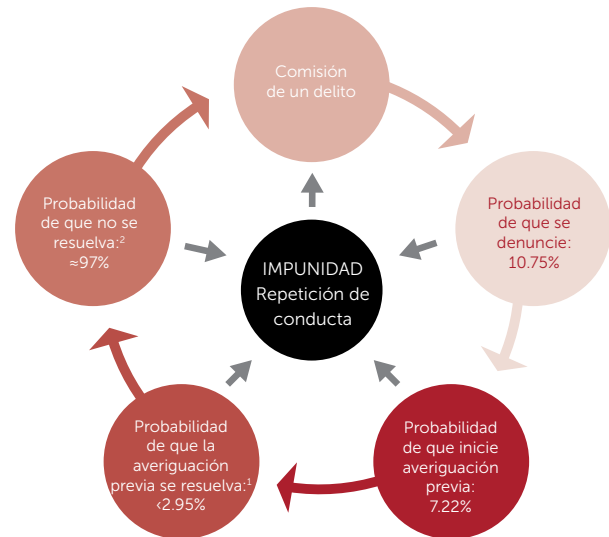 Comisión
de un delito
Probabilidad
de que se
denuncie:
10.75%
Probabilidad
de que inicie
averiguación
previa:
7.22%
Probabilidad
de que la
averiguación
previa se resuelva:¹
‹2.95%
Probabilidad
de que no se
resuelva:²
≈97%
IMPUNIDAD
Repetición de
conducta